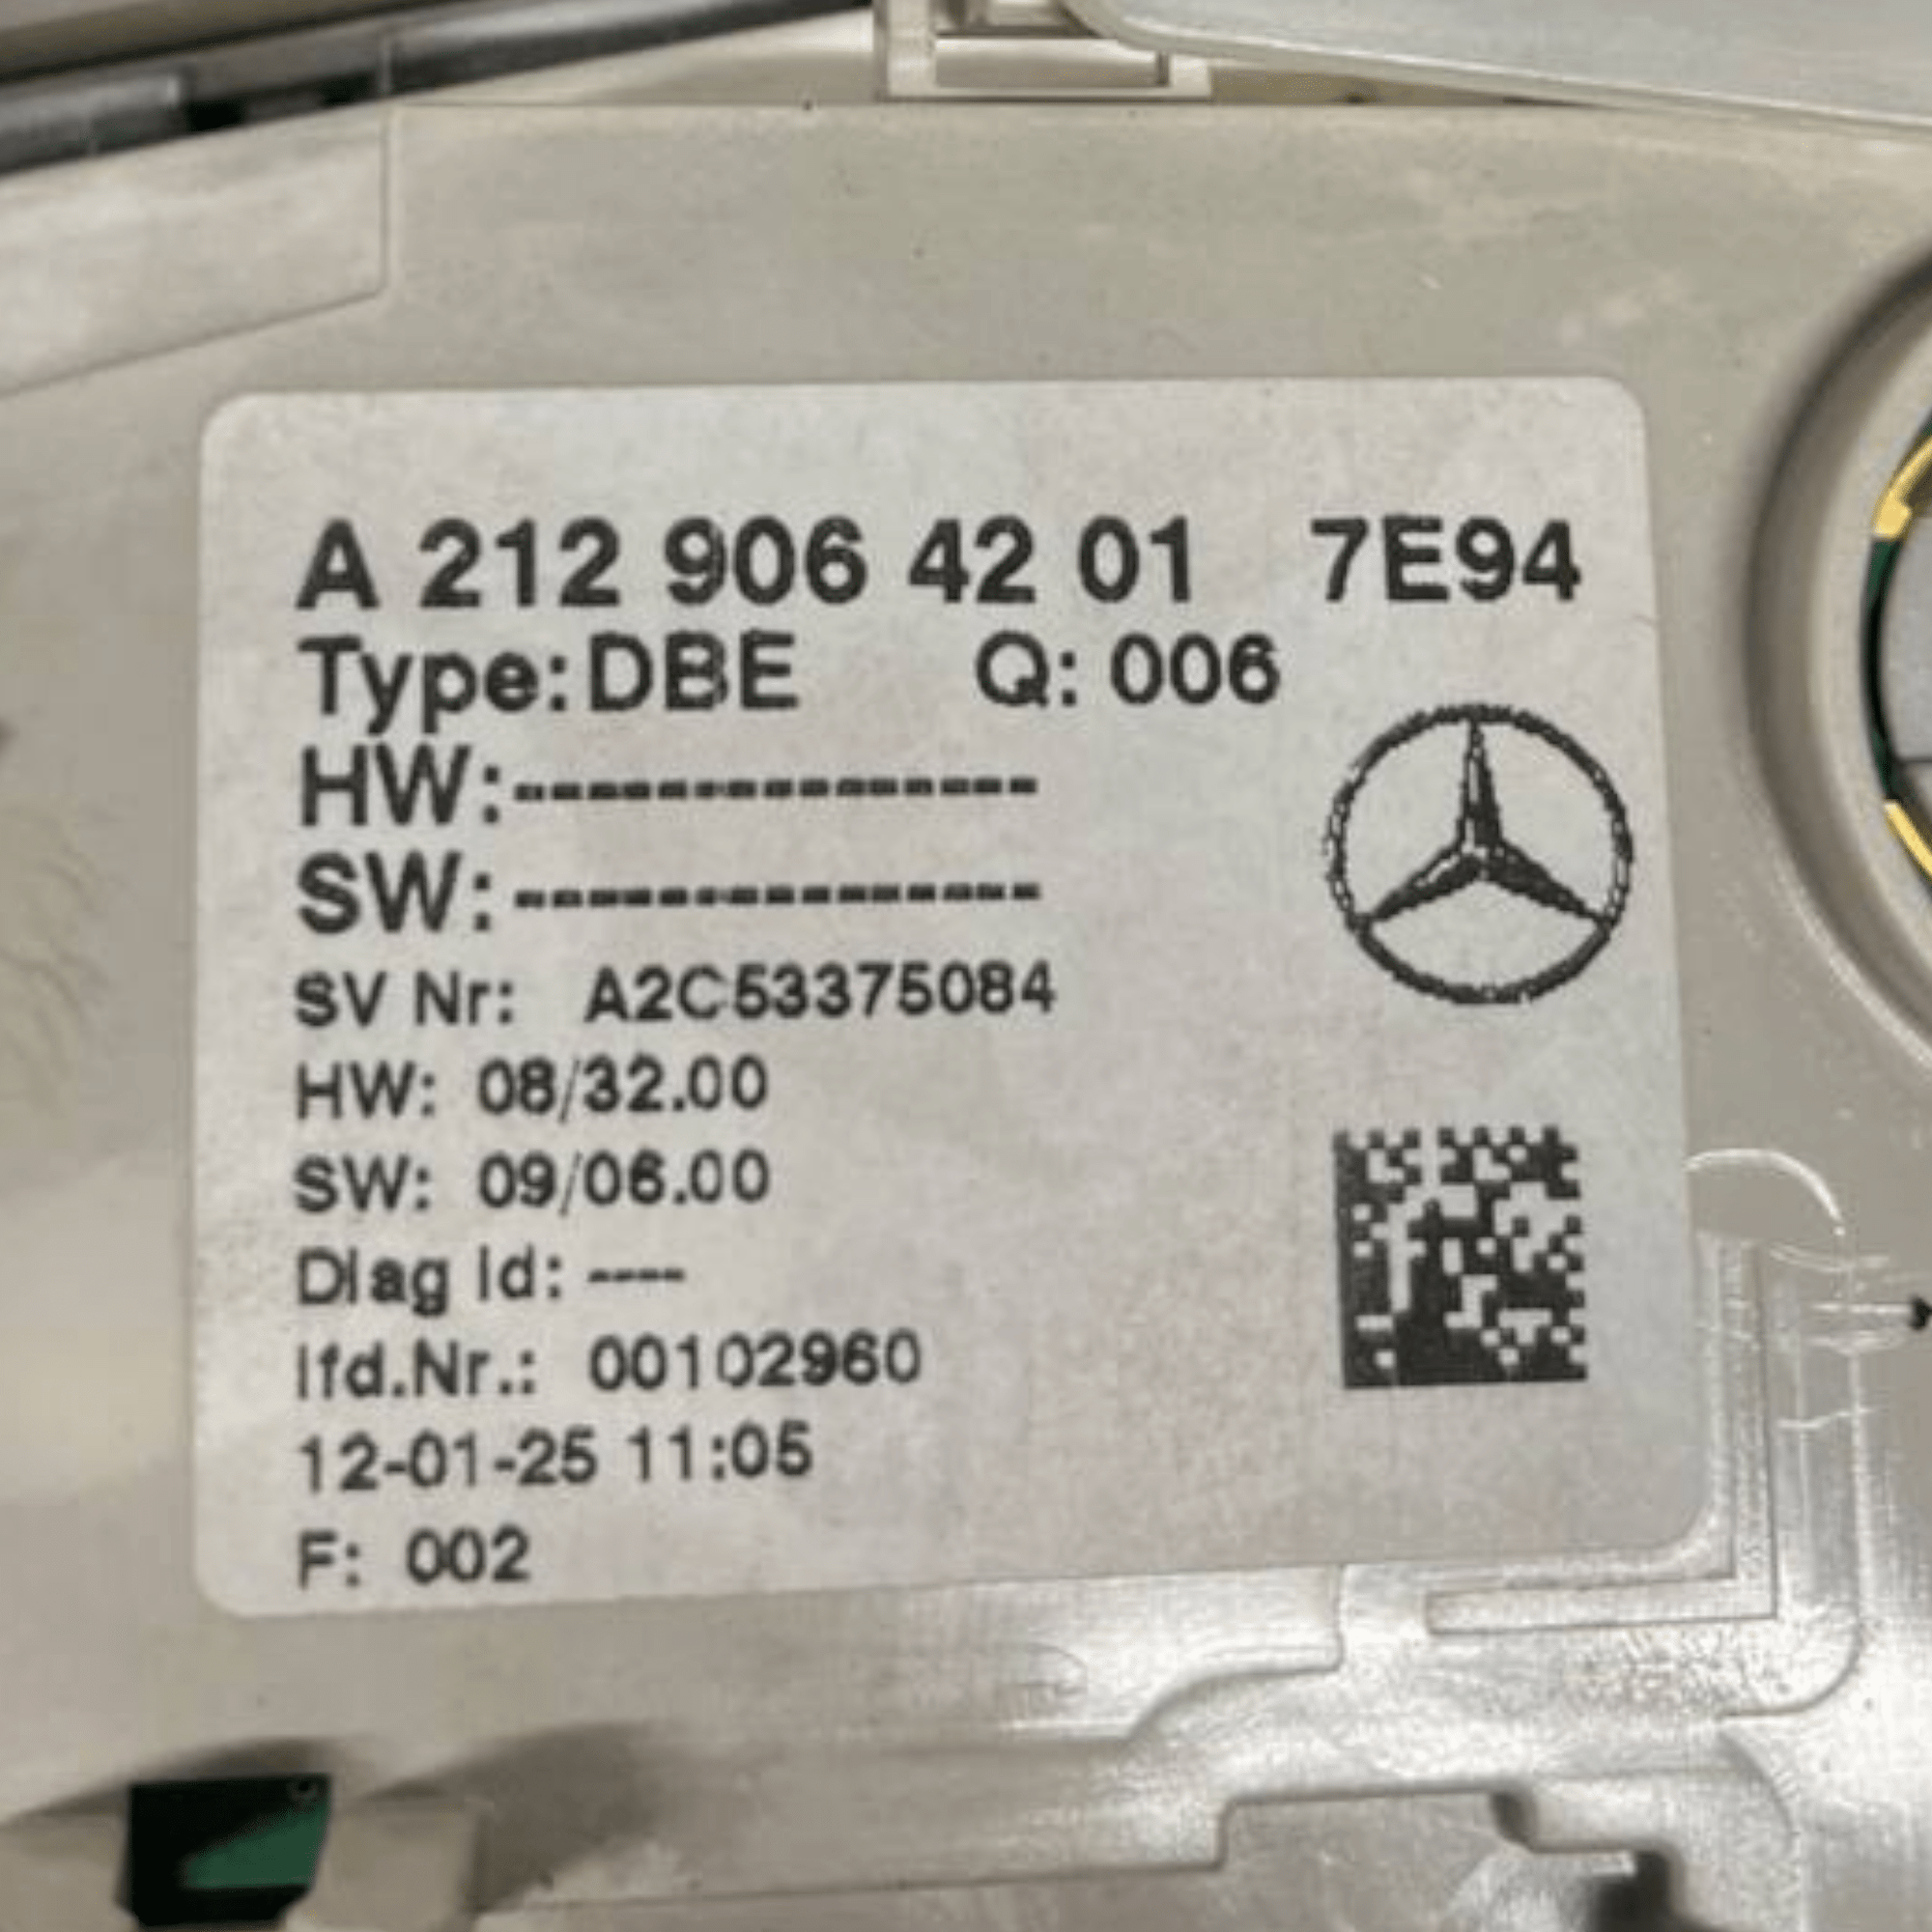 A 212 906 42 01 7E94
Type: DBE Q: 006
HW: ---------------
SW: ---------------
SV Nr: A2C53375084
HW: 08/32.00
SW: 09/06.00
Diag Id: ----
lfd.Nr.: 00102960
12-01-25 11:05
F: 002